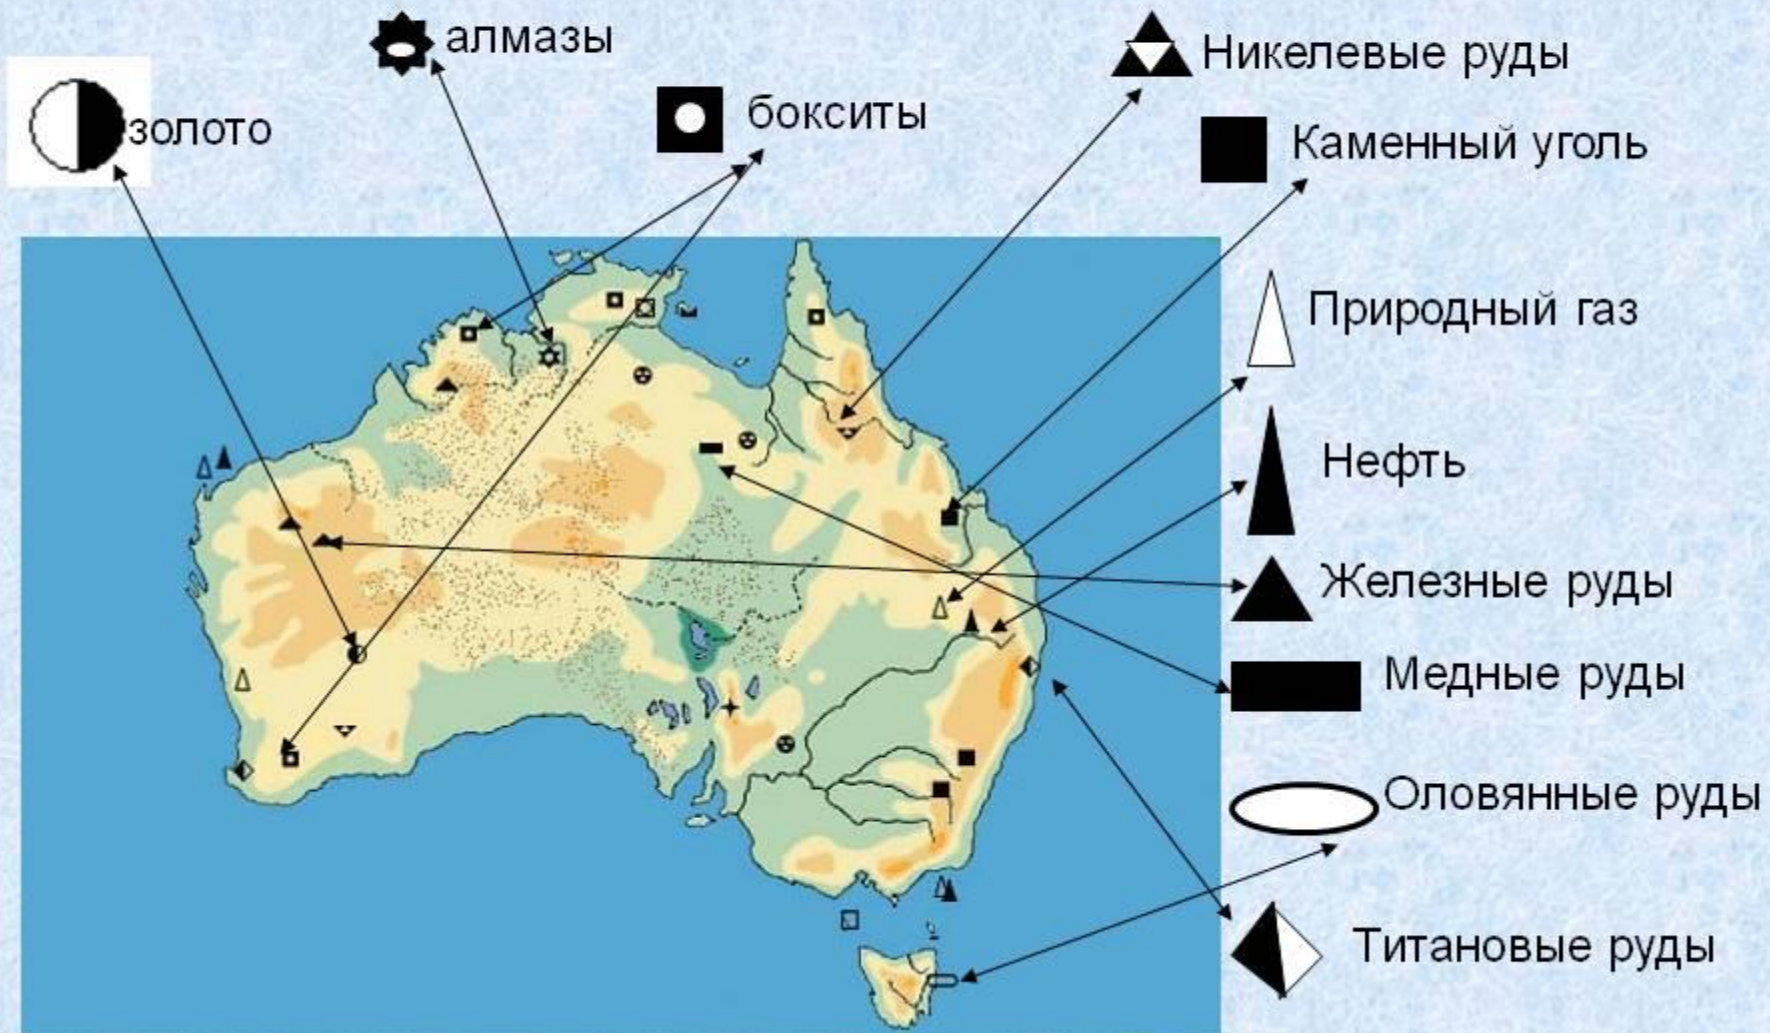 алмазы
Никелевые руды
золото
бокситы
Каменный уголь
Природный газ
Нефть
Железные руды
Медные руды
Оловянные руды
Титановые руды